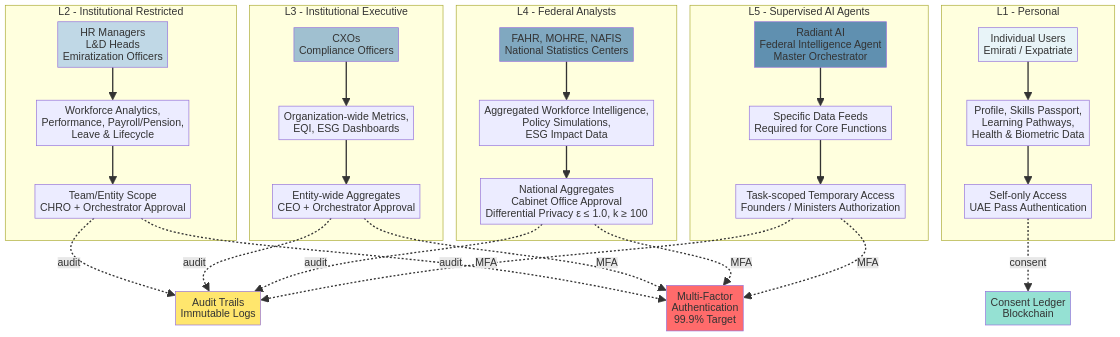 L2 - Institutional Restricted
HR Managers
L&D Heads
Emiratization Officers
Workforce Analytics,
Performance, Payroll/Pension,
Leave & Lifecycle
Team/Entity Scope
CHRO + Orchestrator Approval
L3 - Institutional Executive
CXOs
Compliance Officers
Organization-wide Metrics,
EQI, ESG Dashboards
Entity-wide Aggregates
CEO + Orchestrator Approval
L4 - Federal Analysts
FAHR, MOHRE, NAFIS
National Statistics Centers
Aggregated Workforce Intelligence,
Policy Simulations,
ESG Impact Data
National Aggregates
Cabinet Office Approval
Differential Privacy ε ≤ 1.0, k ≥ 100
L5 - Supervised AI Agents
Radiant AI
Federal Intelligence Agent
Master Orchestrator
Specific Data Feeds
Required for Core Functions
Task-scoped Temporary Access
Founders / Ministers Authorization
L1 - Personal
Individual Users
Emirati / Expatriate
Profile, Skills Passport,
Learning Pathways,
Health & Biometric Data
Self-only Access
UAE Pass Authentication
audit
audit
audit
audit
MFA
MFA
MFA
MFA
consent
Audit Trails
Immutable Logs
Multi-Factor
Authentication
99.9% Target
Consent Ledger
Blockchain